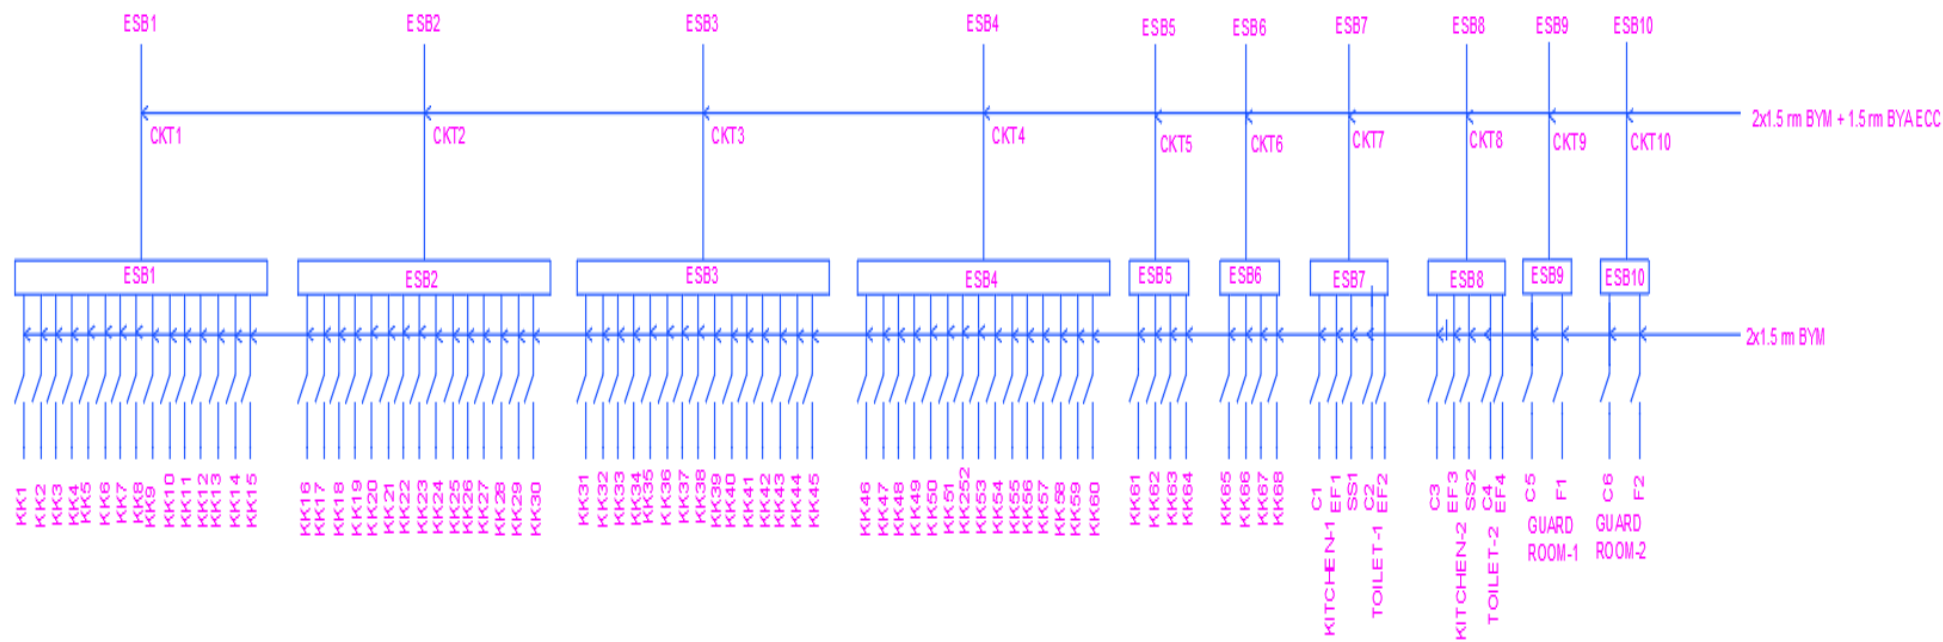 ESB1
ESB2
ESB3
ESB4
ESB5
ESB6
ESB7
ESB8
ESB9
ESB10
2x1.5 rm BYM + 1.5 rm BYA ECC
CKT1
CKT2
CKT3
CKT4
CKT5
CKT6
CKT7
CKT8
CKT9
CKT10
ESB1
ESB2
ESB3
ESB4
ESB5
ESB6
ESB7
ESB8
ESB9
ESB10
2x1.5 rm BYM
KK1
KK2
KK3
KK4
KK5
KK6
KK7
KK8
KK9
KK10
KK11
KK12
KK13
KK14
KK15
KK16
KK17
KK18
KK19
KK20
KK21
KK22
KK23
KK24
KK25
KK26
KK27
KK28
KK29
KK30
KK31
KK32
KK33
KK34
KK35
KK36
KK37
KK38
KK39
KK40
KK41
KK42
KK43
KK44
KK45
KK46
KK47
KK48
KK49
KK50
KK51
KK252
KK53
KK54
KK55
KK56
KK57
KK58
KK59
KK60
KK61
KK62
KK63
KK64
KK65
KK66
KK67
KK68
C1
KITCHEN-1
EF1
SS1
C2
TOILET-1
EF2
C3
KITCHEN-2
EF3
SS2
C4
TOILET-2
EF4
C5
F1
GUARD
ROOM-1
C6
F2
GUARD
ROOM-2